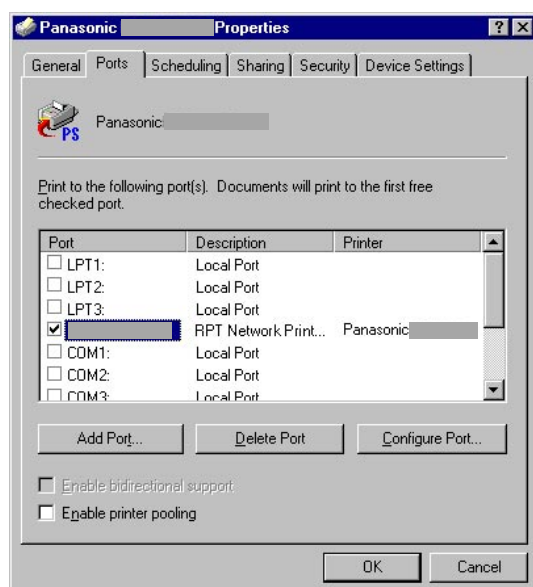 Panasonic Properties
General Ports Scheduling Sharing Security Device Settings
PS
Panasonic
Print to the following port(s). Documents will print to the first free
checked port.
Port Description Printer
LPT1: Local Port
LPT2: Local Port
LPT3: Local Port
RPT Network Print... Panasonic
COM1: Local Port
COM2: Local Port
COM3: Local Port
Add Port... Delete Port Configure Port...
Enable bidirectional support
Enable printer pooling
OK Cancel